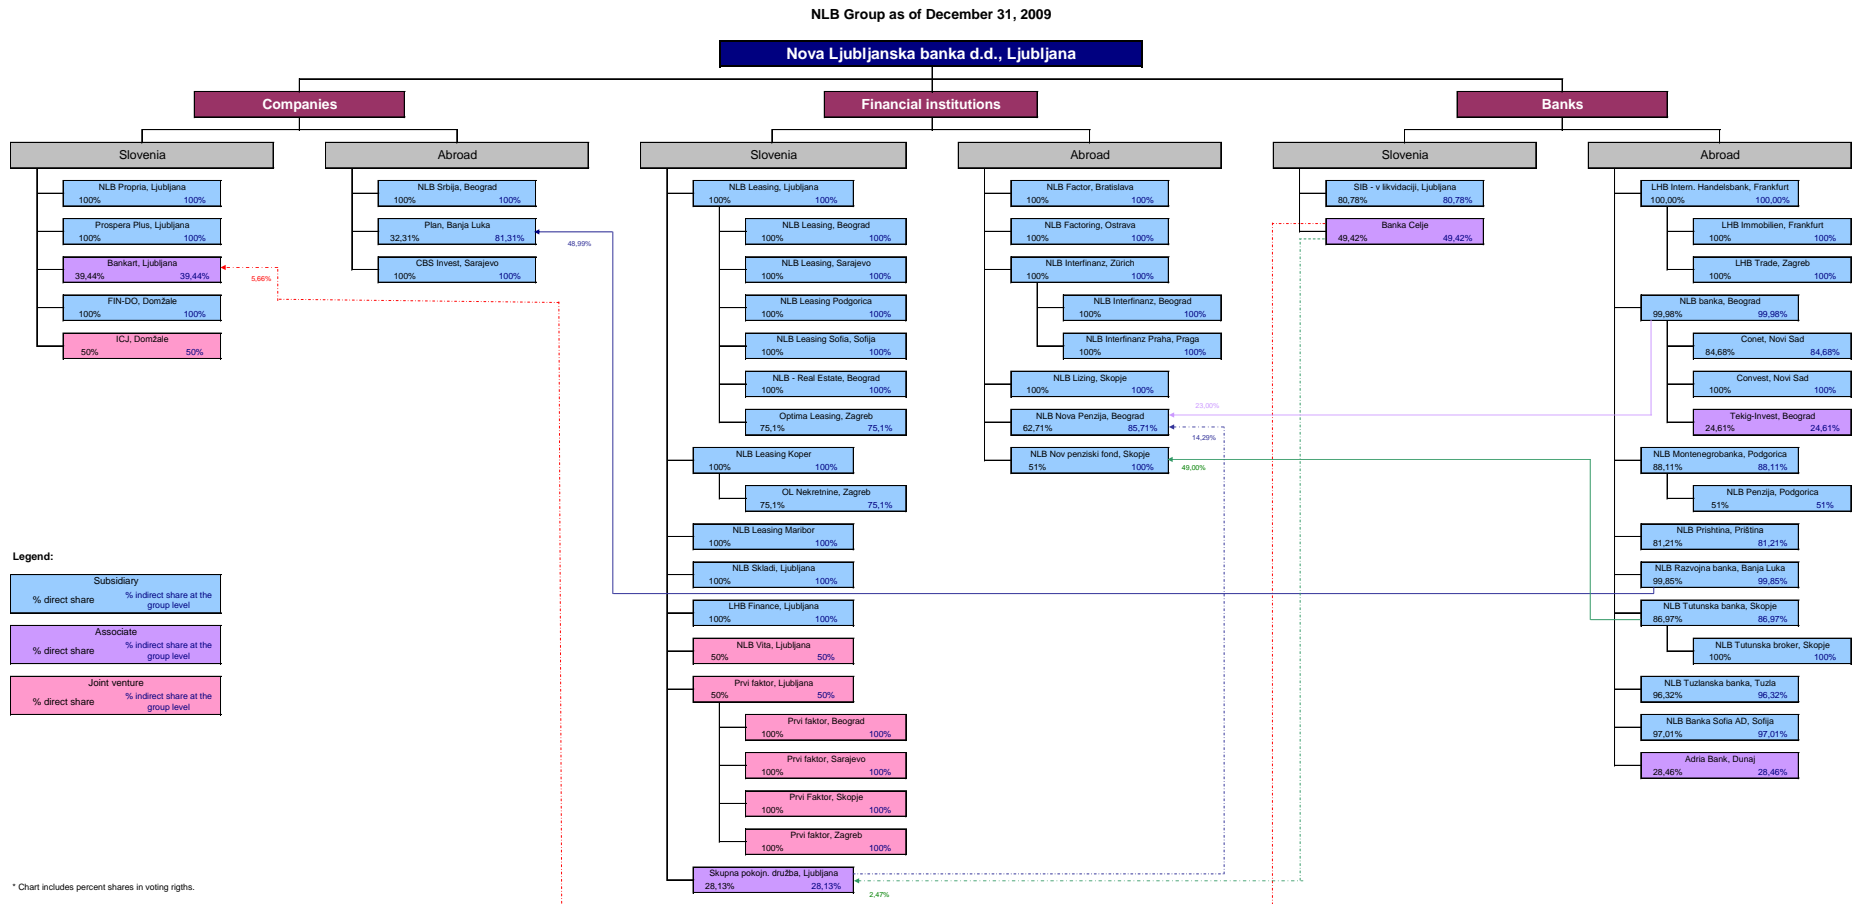 NLB Group as of December 31, 2009
Nova Ljubljanska banka d.d., Ljubljana
Companies
Slovenia
NLB Propria, Ljubljana
100% 100%
Prospera Plus, Ljubljana
100% 100%
Bankart, Ljubljana
39,44% 39,44%
5,66%
FIN-DO, Domžale
100% 100%
ICJ, Domžale
50% 50%
Abroad
NLB Srbija, Beograd
100% 100%
Plan, Banja Luka
32,31% 81,31%
48,99%
CBS Invest, Sarajevo
100% 100%
Financial institutions
Slovenia
NLB Leasing, Ljubljana
100% 100%
NLB Leasing, Beograd
100% 100%
NLB Leasing, Sarajevo
100% 100%
NLB Leasing Podgorica
100% 100%
NLB Leasing Sofia, Sofija
100% 100%
NLB - Real Estate, Beograd
100% 100%
Optima Leasing, Zagreb
75,1% 75,1%
NLB Leasing Koper
100% 100%
OL Nekretnine, Zagreb
75,1% 75,1%
NLB Leasing Maribor
100% 100%
NLB Skladi, Ljubljana
100% 100%
LHB Finance, Ljubljana
100% 100%
NLB Vita, Ljubljana
50% 50%
Prvi faktor, Ljubljana
50% 50%
Prvi faktor, Beograd
100% 100%
Prvi faktor, Sarajevo
100% 100%
Prvi Faktor, Skopje
100% 100%
Prvi faktor, Zagreb
100% 100%
Skupna pokojn. družba, Ljubljana
28,13% 28,13%
2,47%
Abroad
NLB Factor, Bratislava
100% 100%
NLB Factoring, Ostrava
100% 100%
NLB Interfinanz, Zürich
100% 100%
NLB Interfinanz, Beograd
100% 100%
NLB Interfinanz Praha, Praga
100% 100%
NLB Lizing, Skopje
100% 100%
NLB Nova Penzija, Beograd
62,71% 85,71%
23,00%
14,29%
NLB Nov penziski fond, Skopje
51% 100%
49,00%
Banks
Slovenia
SIB - v likvidaciji, Ljubljana
80,78% 80,78%
Banka Celje
49,42% 49,42%
Abroad
LHB Intern. Handelsbank, Frankfurt
100,00% 100,00%
LHB Immobilien, Frankfurt
100% 100%
LHB Trade, Zagreb
100% 100%
NLB banka, Beograd
99,98% 99,98%
Conet, Novi Sad
84,68% 84,68%
Convest, Novi Sad
100% 100%
Tekig-Invest, Beograd
24,61% 24,61%
NLB Montenegrobanka, Podgorica
88,11% 88,11%
NLB Penzija, Podgorica
51% 51%
NLB Prishtina, Priština
81,21% 81,21%
NLB Razvojna banka, Banja Luka
99,85% 99,85%
NLB Tutunska banka, Skopje
86,97% 86,97%
NLB Tutunska broker, Skopje
100% 100%
NLB Tuzlanska banka, Tuzla
96,32% 96,32%
NLB Banka Sofia AD, Sofija
97,01% 97,01%
Adria Bank, Dunaj
28,46% 28,46%
Legend:
Subsidiary
% direct share % indirect share at the
group level
Associate
% direct share % indirect share at the
group level
Joint venture
% direct share % indirect share at the
group level
* Chart includes percent shares in voting rigths.